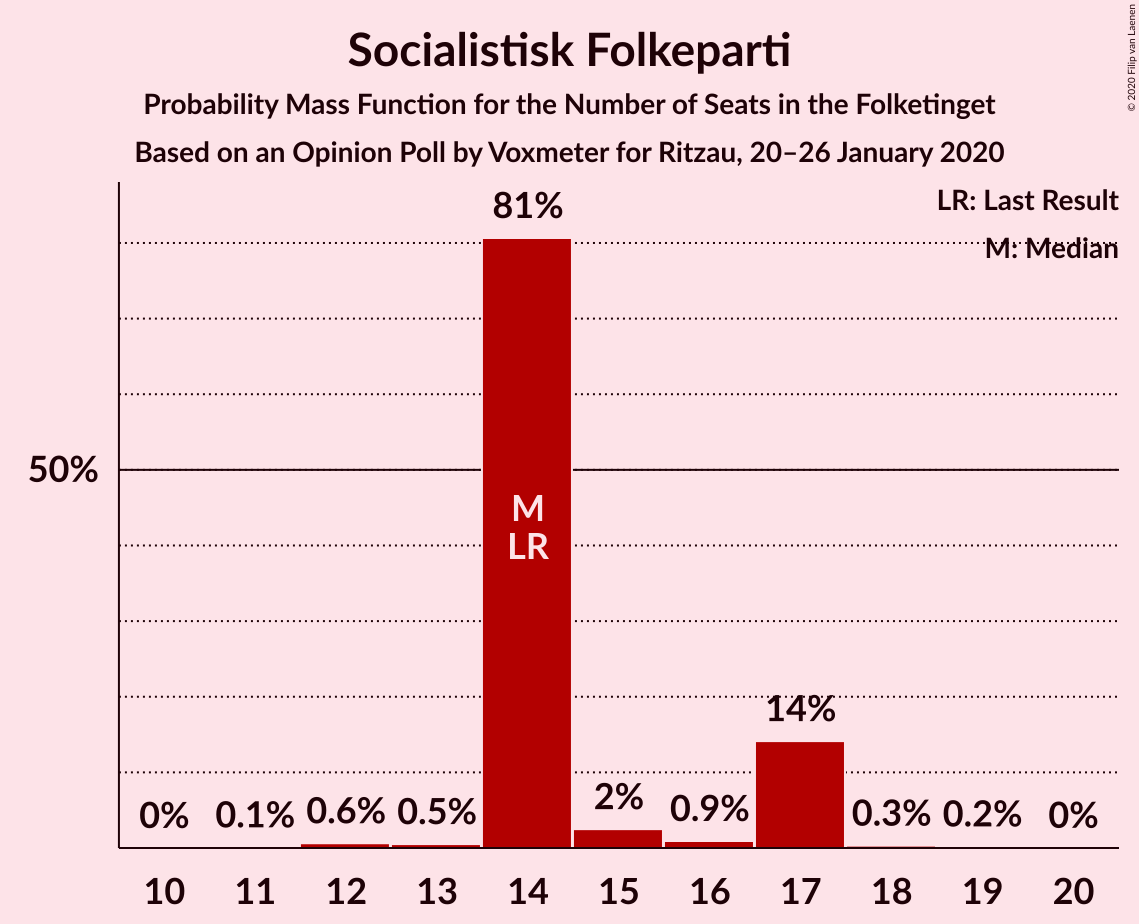 Socialistisk Folkeparti
Probability Mass Function for the Number of Seats in the Folketinget
Based on an Opinion Poll by Voxmeter for Ritzau, 20–26 January 2020
© 2020 Filip van Laenen
LR: Last Result
M: Median
50%
0%
0.1%
0.6%
0.5%
81%
M
LR
2%
0.9%
14%
0.3%
0.2%
0%
10
11
12
13
14
15
16
17
18
19
20